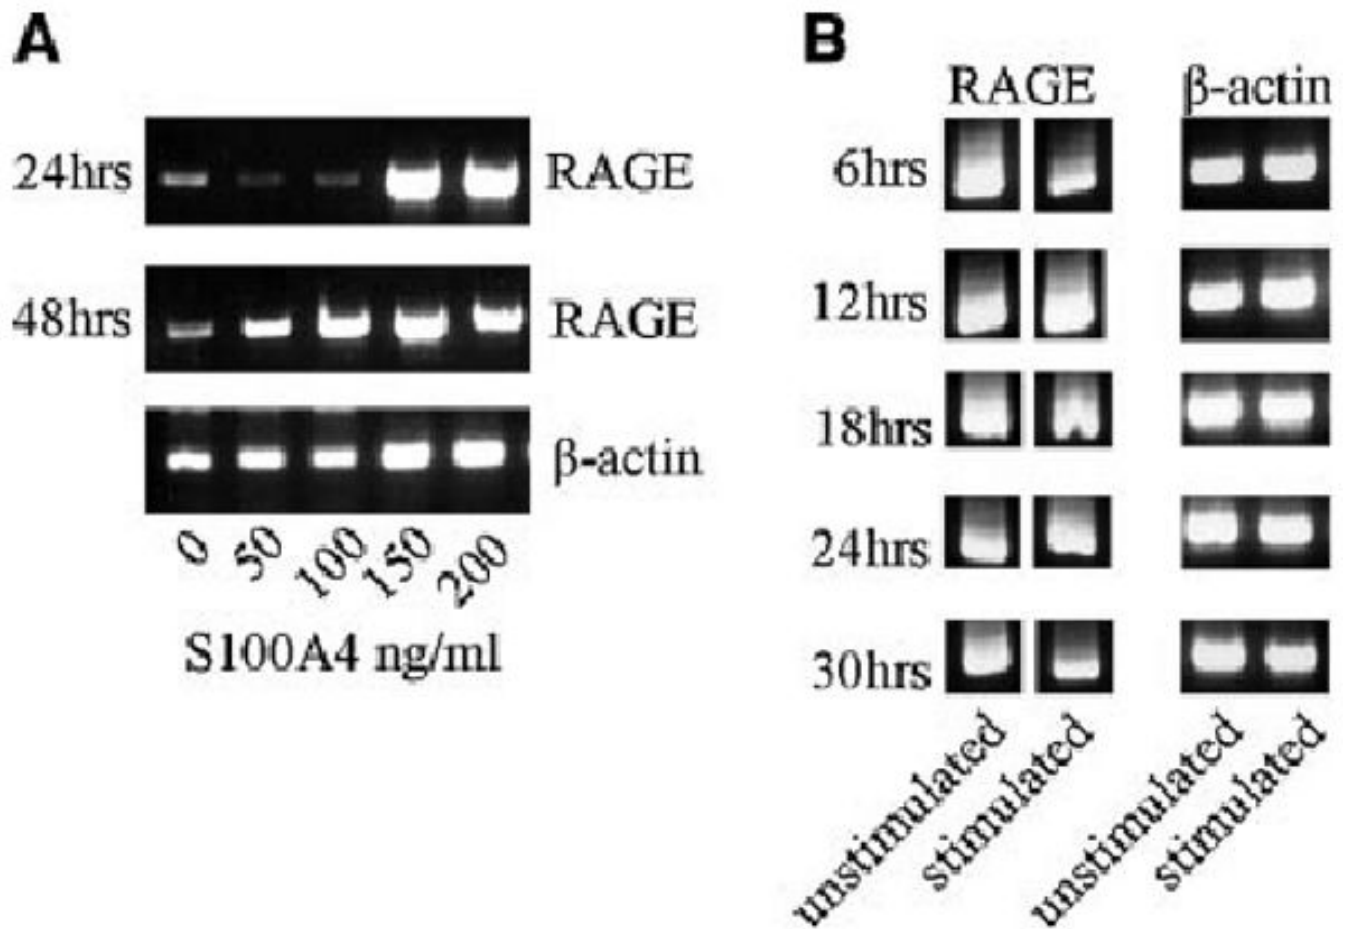 A
24hrs RAGE
48hrs RAGE
β-actin
0 50 100 150 200
S100A4 ng/ml
B
RAGE β-actin
6hrs
12hrs
18hrs
24hrs
30hrs
unstimulated stimulated unstimulated stimulated